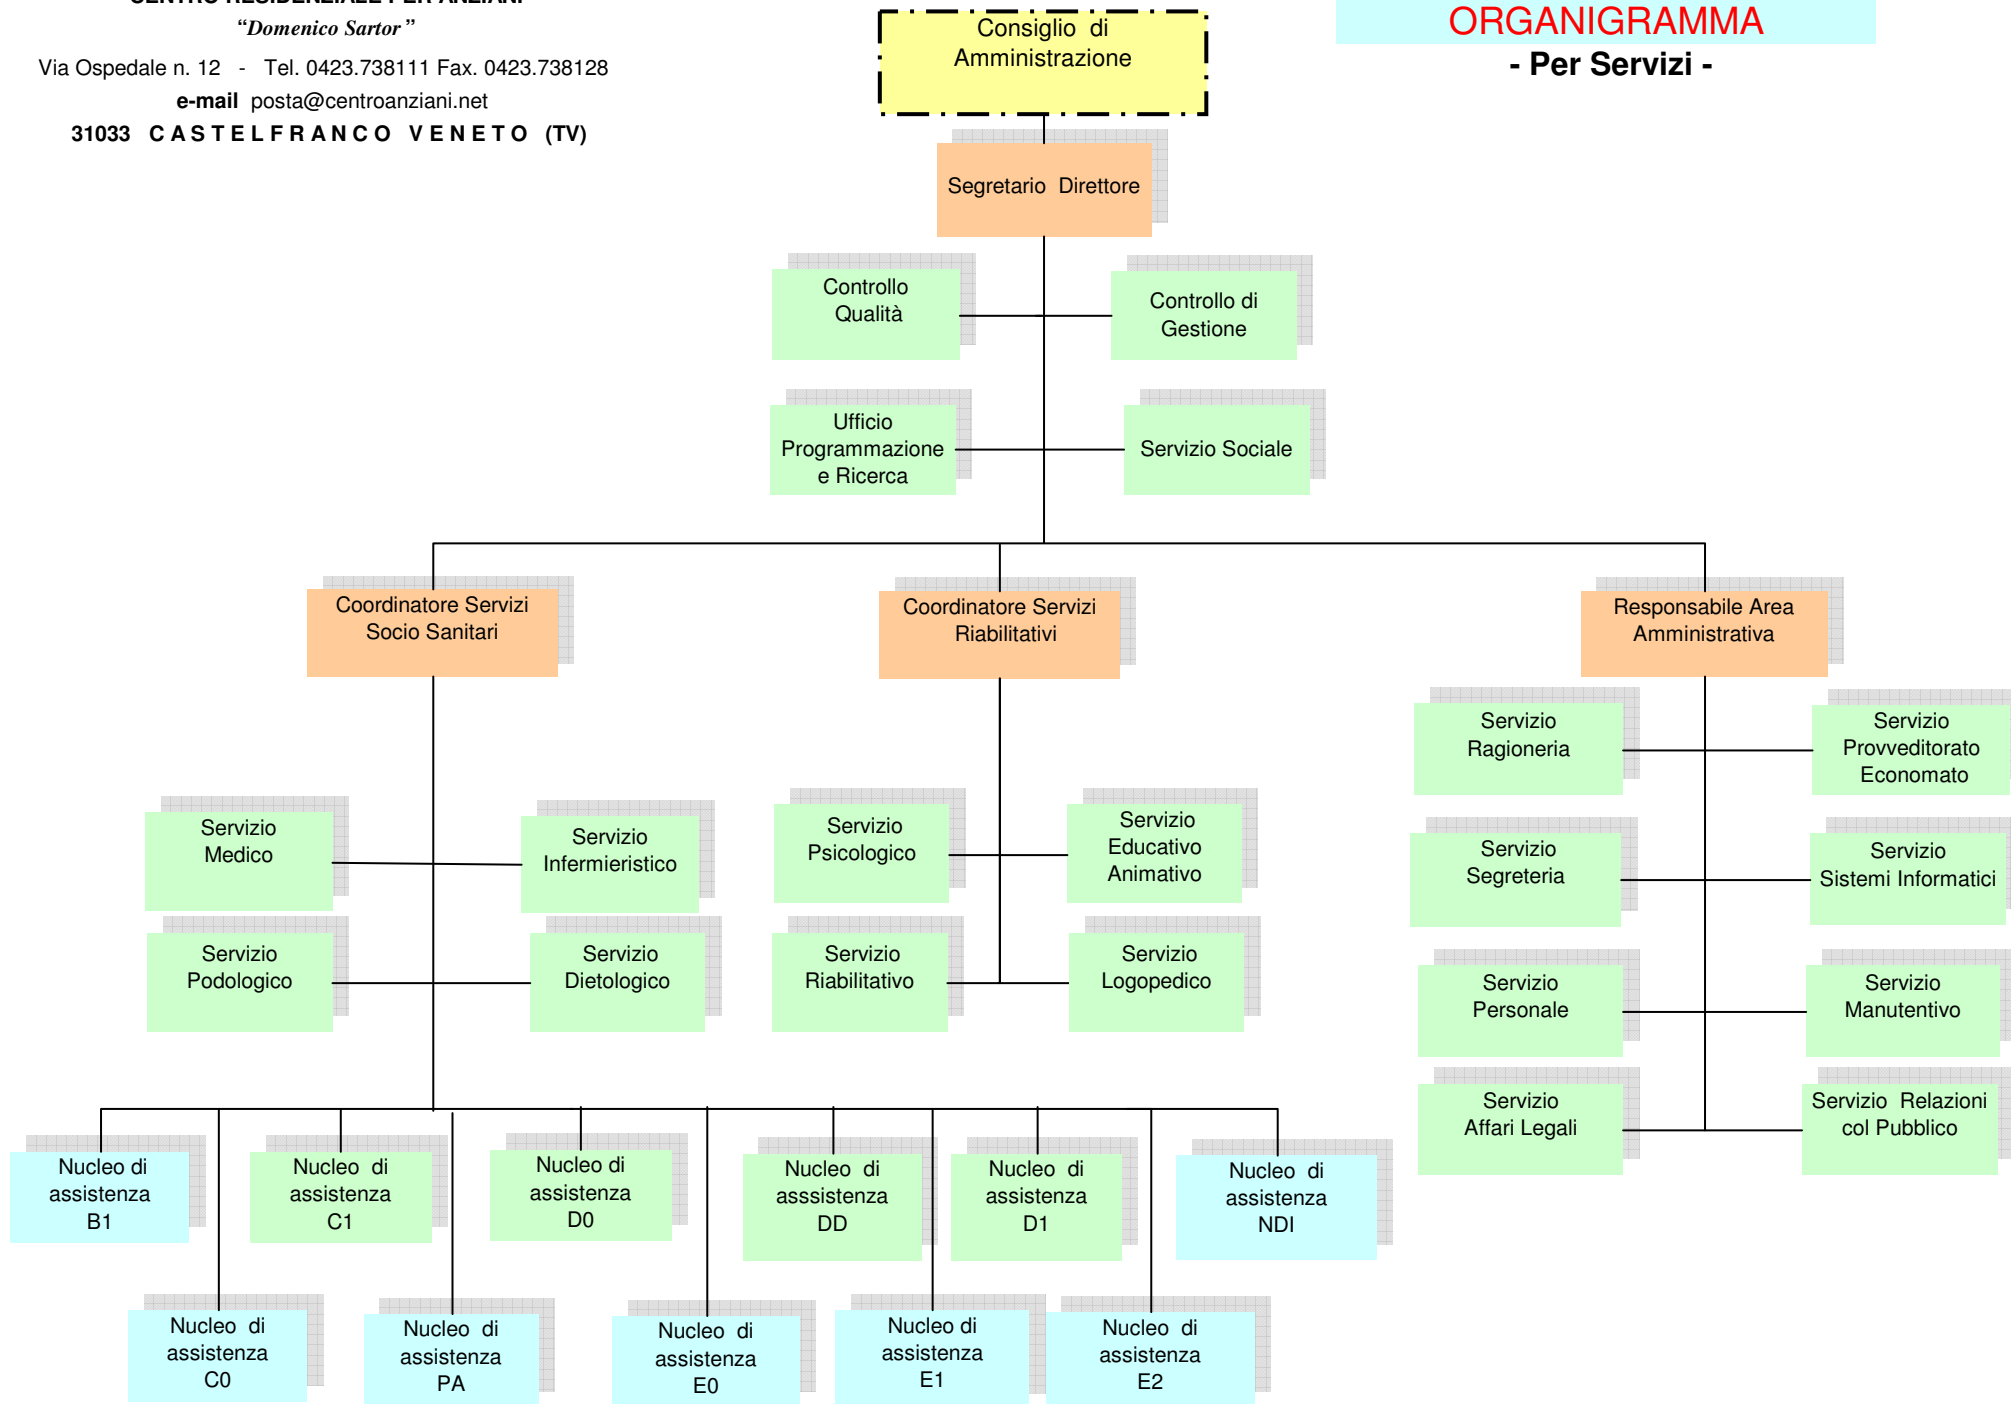 CENTRO RESIDENZIALE PER ANZIANI
“Domenico Sartor”
Via Ospedale n. 12 - Tel. 0423.738111 Fax. 0423.738128
e-mail posta@centroanziani.net
31033 CASTELFRANCO VENETO (TV)
ORGANIGRAMMA
- Per Servizi -
Consiglio di
Amministrazione
Segretario Direttore
Controllo
Qualità
Controllo di
Gestione
Ufficio
Programmazione
e Ricerca
Servizio Sociale
Coordinatore Servizi
Socio Sanitari
Coordinatore Servizi
Riabilitativi
Responsabile Area
Amministrativa
Servizio
Medico
Servizio
Infermieristico
Servizio
Podologico
Servizio
Dietologico
Servizio
Psicologico
Servizio
Educativo
Animativo
Servizio
Riabilitativo
Servizio
Logopedico
Servizio
Ragioneria
Servizio
Provveditorato
Economato
Servizio
Segreteria
Servizio
Sistemi Informatici
Servizio
Personale
Servizio
Manutentivo
Servizio
Affari Legali
Servizio Relazioni
col Pubblico
Nucleo di
assistenza
B1
Nucleo di
assistenza
C1
Nucleo di
assistenza
D0
Nucleo di
asssistenza
DD
Nucleo di
assistenza
D1
Nucleo di
assistenza
NDI
Nucleo di
assistenza
C0
Nucleo di
assistenza
PA
Nucleo di
assistenza
E0
Nucleo di
assistenza
E1
Nucleo di
assistenza
E2